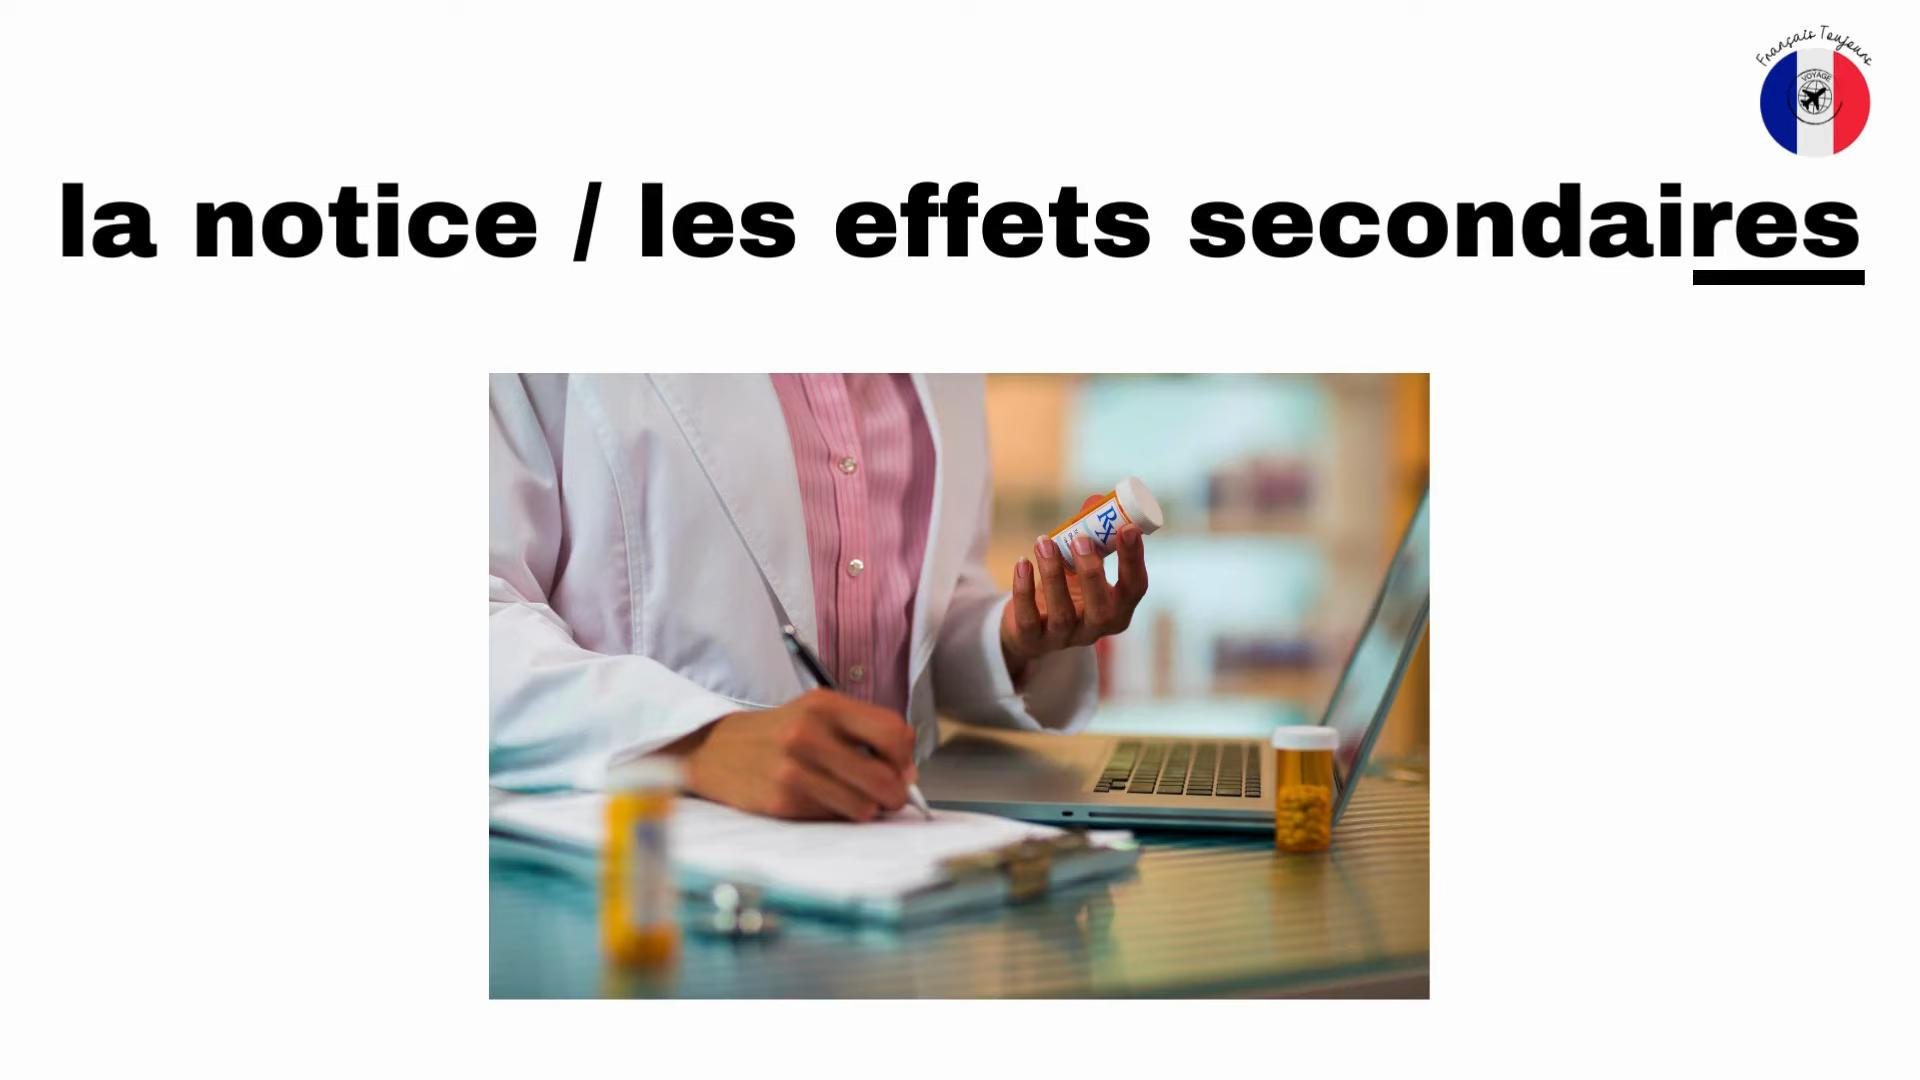 Français Toujours
VOYAGE
la notice / les effets secondaires
Rx